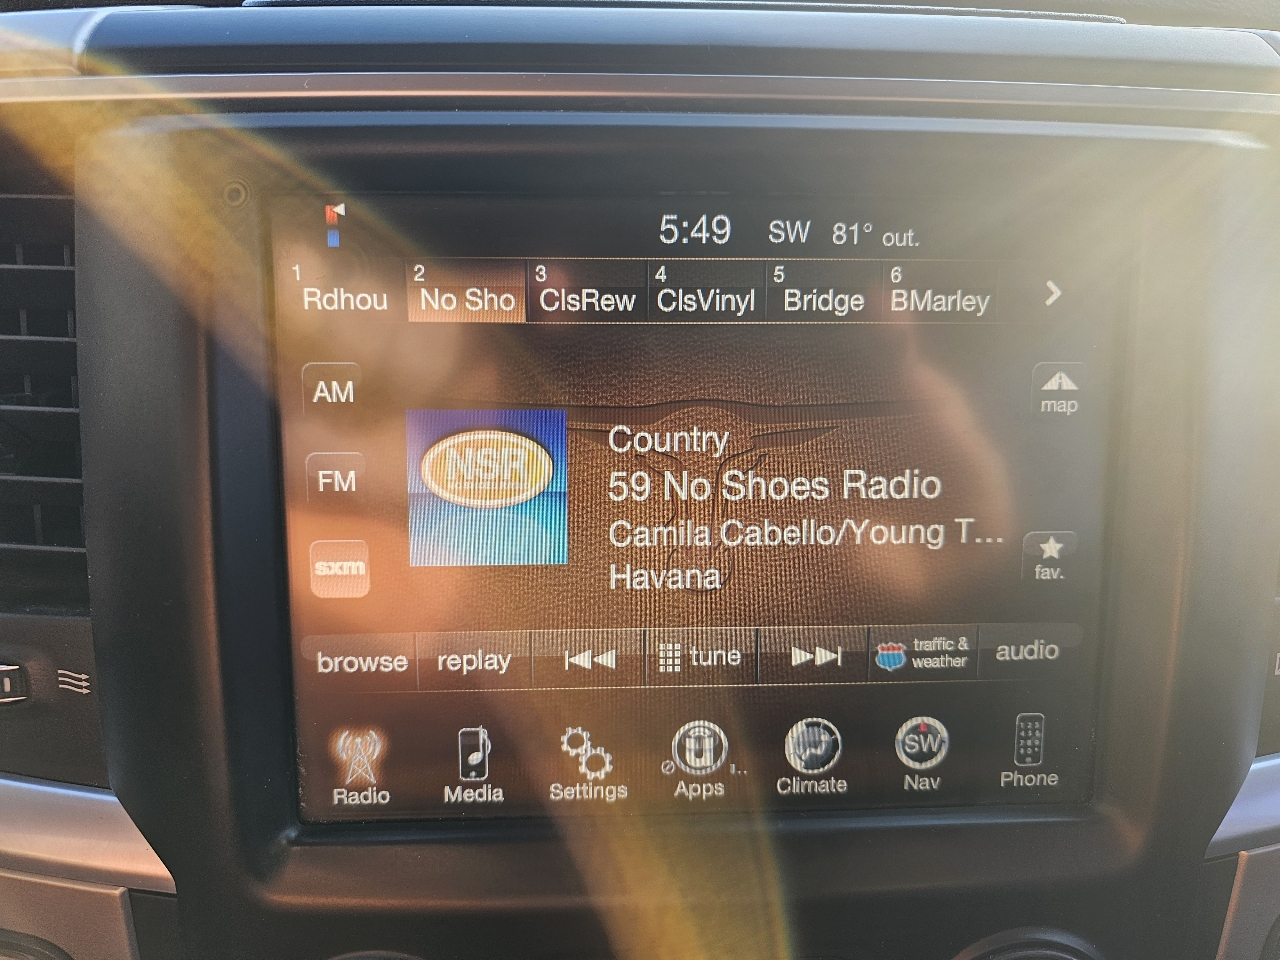 5:49 SW 81° out.
1 2 3 4 5 6
Rdhou No Sho ClsRew ClsVinyl Bridge BMarley
AM
map
NSR
Country
FM
59 No Shoes Radio
Camila Cabello/Young T...
sxm
fav.
Havana
browse replay tune traffic & weather audio
SW
Radio Media Settings Apps Climate Nav Phone